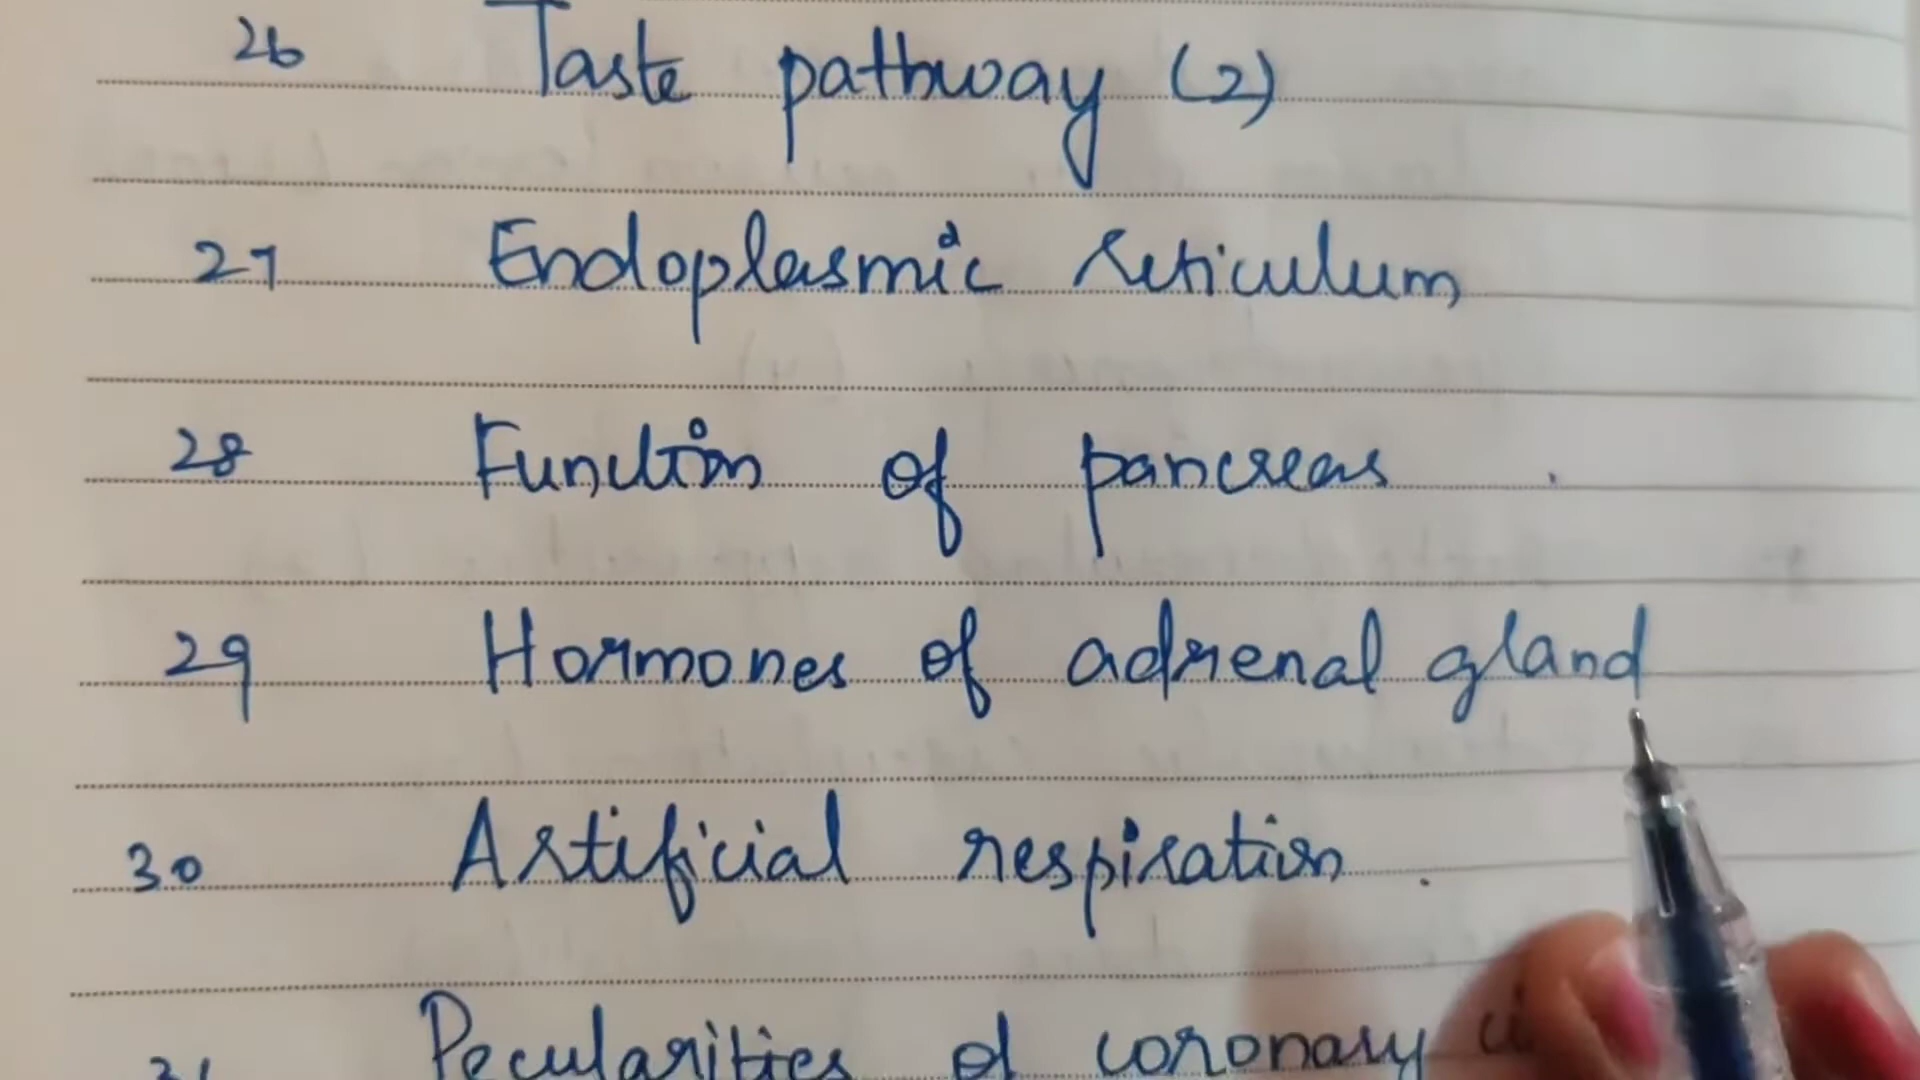 26 Taste pathway (2)
27 Endoplasmic reticulum
28 Function of pancreas
29 Hormones of adrenal gland
30 Artificial respiration.
31 Pecularities of coronary